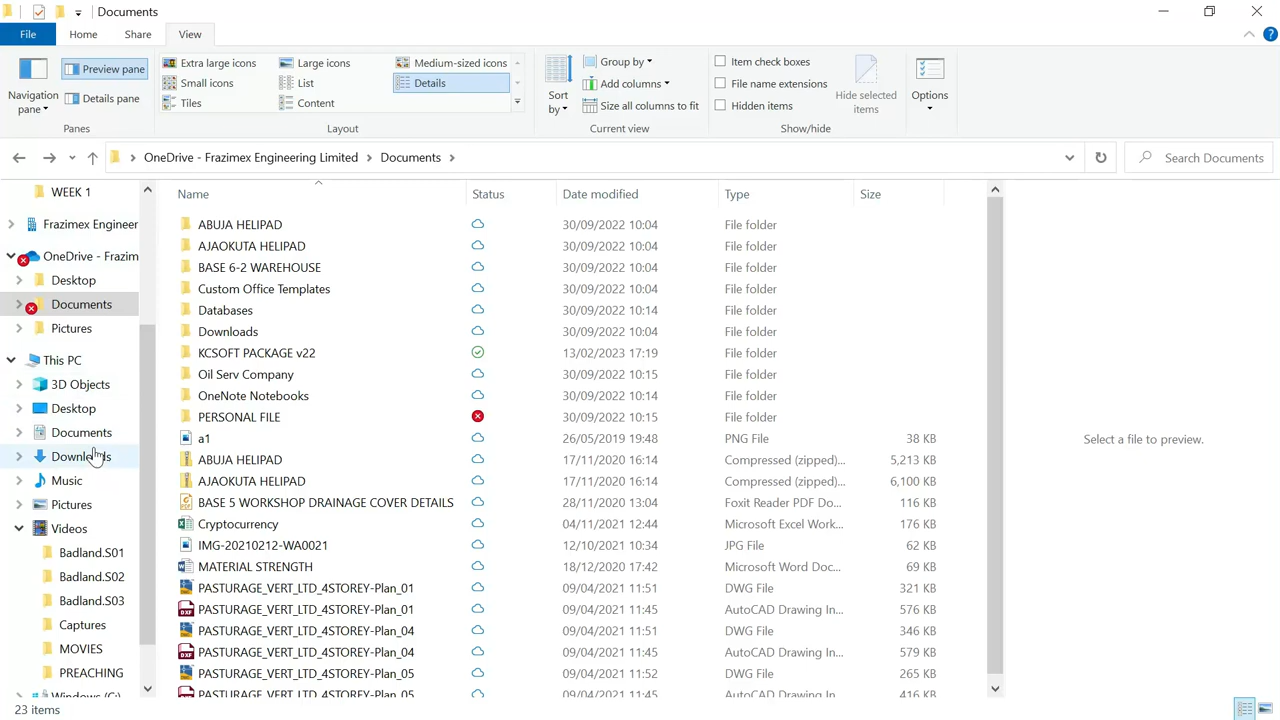 Documents
File Home Share View
Navigation pane
Preview pane
Details pane
Panes
Extra large icons Large icons Medium-sized icons
Small icons List Details
Tiles Content
Layout
Sort by
Group by
Add columns
Size all columns to fit
Current view
Item check boxes
File name extensions
Hidden items
Hide selected items
Show/hide
Options
OneDrive - Frazimex Engineering Limited Documents
Search Documents
WEEK 1
Frazimex Engineer
OneDrive - Frazim
Desktop
Documents
Pictures
This PC
3D Objects
Desktop
Documents
Downloads
Music
Pictures
Videos
Badland.S01
Badland.S02
Badland.S03
Captures
MOVIES
PREACHING
Windows (C:)
Name Status Date modified Type Size
ABUJA HELIPAD 30/09/2022 10:04 File folder
AJAOKUTA HELIPAD 30/09/2022 10:04 File folder
BASE 6-2 WAREHOUSE 30/09/2022 10:04 File folder
Custom Office Templates 30/09/2022 10:04 File folder
Databases 30/09/2022 10:14 File folder
Downloads 30/09/2022 10:04 File folder
KCSOFT PACKAGE v22 13/02/2023 17:19 File folder
Oil Serv Company 30/09/2022 10:15 File folder
OneNote Notebooks 30/09/2022 10:14 File folder
PERSONAL FILE 30/09/2022 10:15 File folder
a1 26/05/2019 19:48 PNG File 38 KB
ABUJA HELIPAD 17/11/2020 16:14 Compressed (zipped)... 5,213 KB
AJAOKUTA HELIPAD 17/11/2020 16:14 Compressed (zipped)... 6,100 KB
BASE 5 WORKSHOP DRAINAGE COVER DETAILS 28/11/2020 13:04 Foxit Reader PDF Do... 116 KB
Cryptocurrency 04/11/2021 12:44 Microsoft Excel Work... 176 KB
IMG-20210212-WA0021 12/10/2021 10:34 JPG File 62 KB
MATERIAL STRENGTH 18/12/2020 17:42 Microsoft Word Doc... 69 KB
PASTURAGE_VERT_LTD_4STOREY-Plan_01 09/04/2021 11:51 DWG File 321 KB
PASTURAGE_VERT_LTD_4STOREY-Plan_01 09/04/2021 11:45 AutoCAD Drawing In... 576 KB
PASTURAGE_VERT_LTD_4STOREY-Plan_04 09/04/2021 11:51 DWG File 346 KB
PASTURAGE_VERT_LTD_4STOREY-Plan_04 09/04/2021 11:45 AutoCAD Drawing In... 579 KB
PASTURAGE_VERT_LTD_4STOREY-Plan_05 09/04/2021 11:52 DWG File 265 KB
PASTURAGE_VERT_LTD_4STOREY-Plan_05 09/04/2021 11:45 AutoCAD Drawing In... 416 KB
Select a file to preview.
23 items